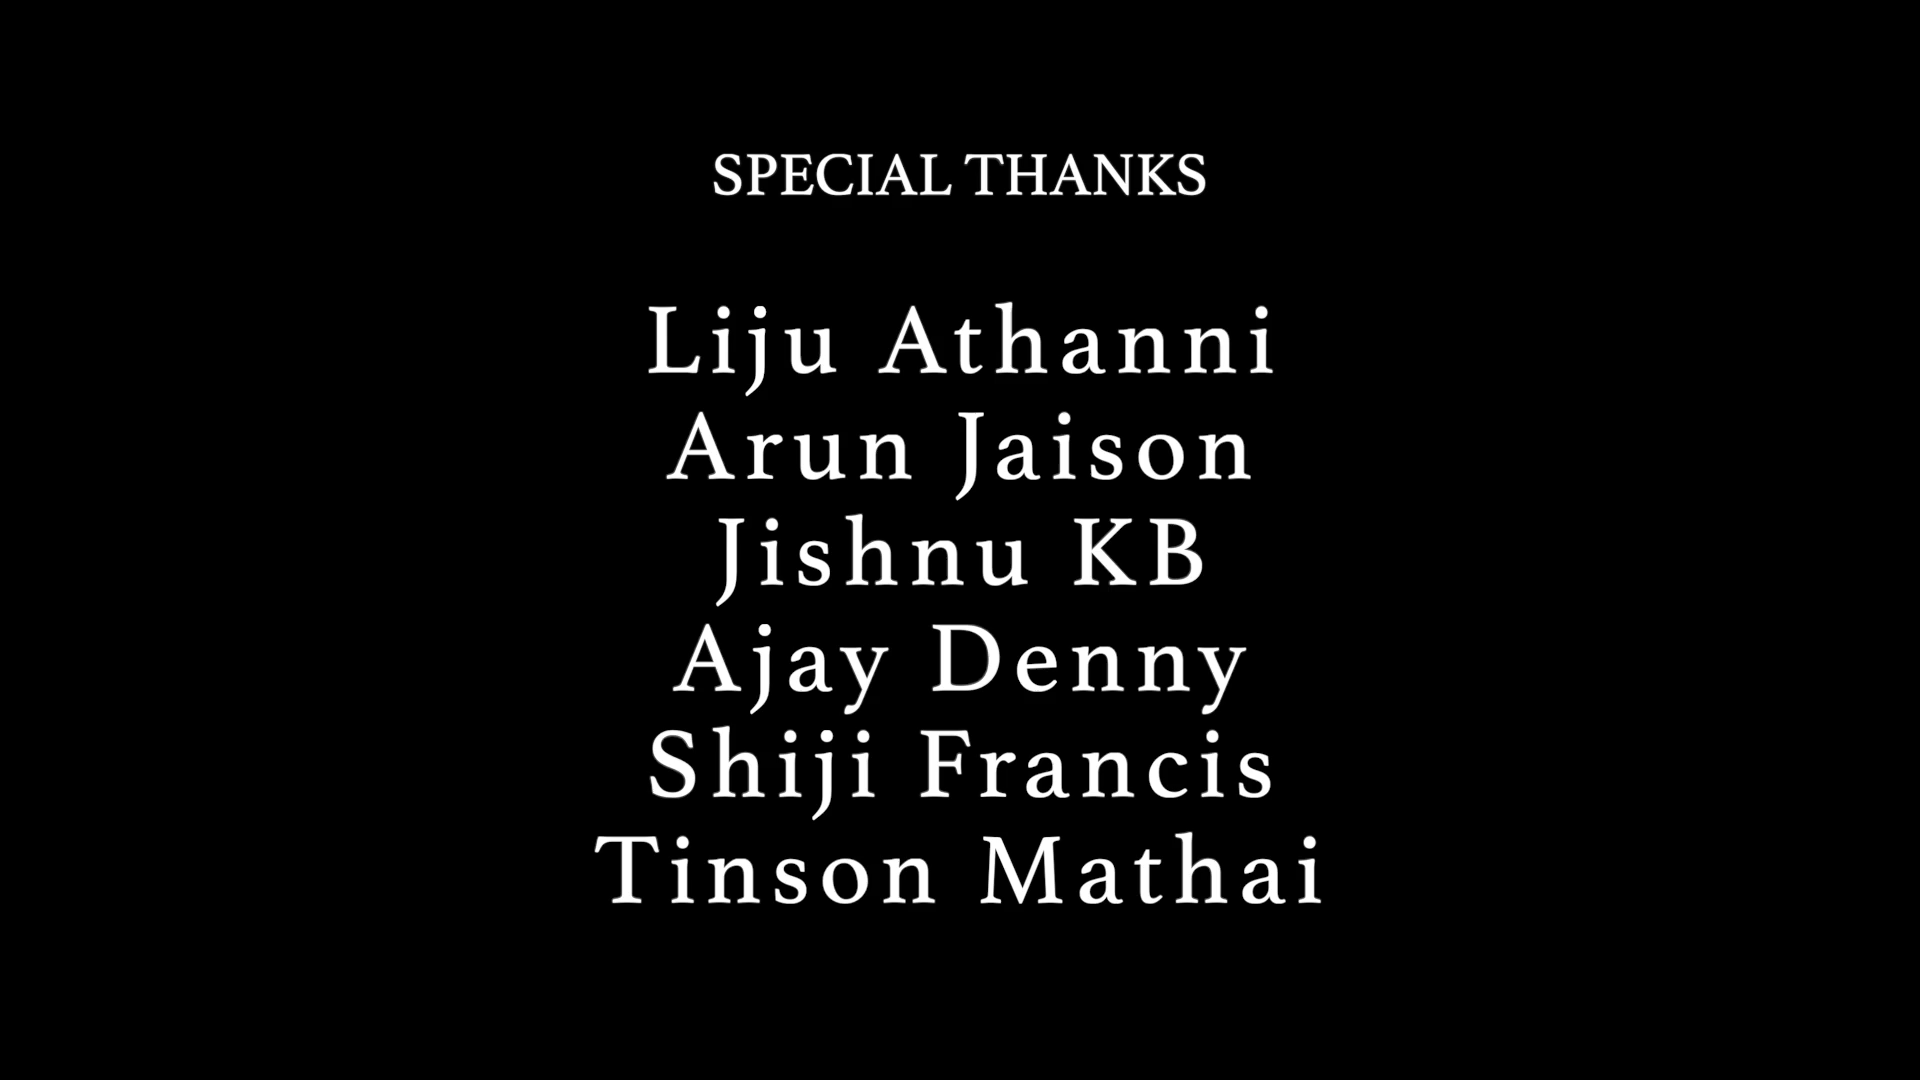 SPECIAL THANKS
Liju Athanni
Arun Jaison
Jishnu KB
Ajay Denny
Shiji Francis
Tinson Mathai